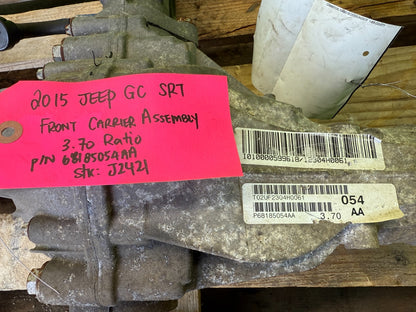 2015 JEEP GC SRT
FRONT CARRIER ASSEMBLY
3.70 Ratio
P/N 68185054AA
STK: J2421
T02UF2304H0061
054
P68185054AA 3.70 AA